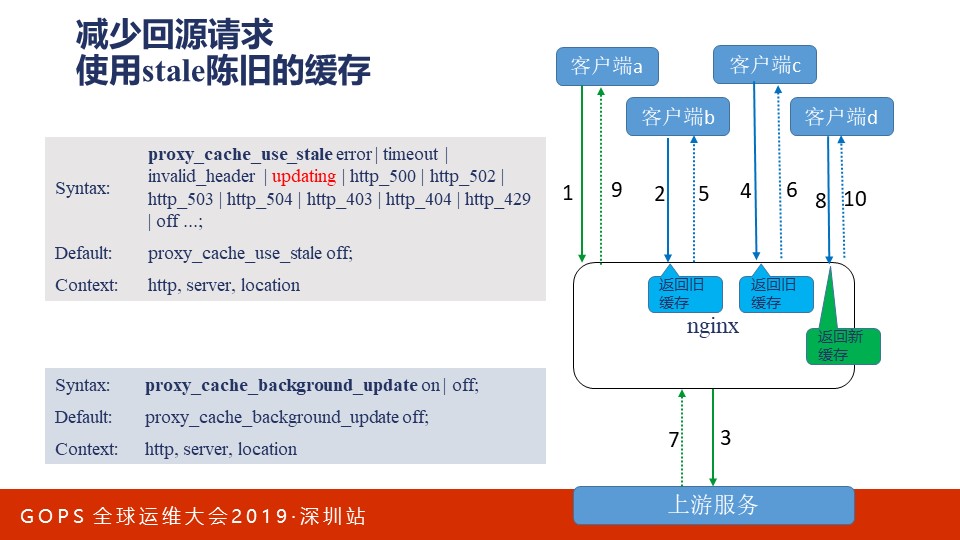 减少回源请求
使用stale陈旧的缓存
Syntax:
proxy_cache_use_stale error | timeout |
invalid_header | updating | http_500 | http_502 |
http_503 | http_504 | http_403 | http_404 | http_429
| off ...;
Default: proxy_cache_use_stale off;
Context: http, server, location
Syntax: proxy_cache_background_update on | off;
Default: proxy_cache_background_update off;
Context: http, server, location
客户端a
客户端c
客户端b
客户端d
1
9
2
5
4
6
8
10
返回旧
缓存
返回旧
缓存
nginx
返回新
缓存
7
3
上游服务
GOPS 全球运维大会2019·深圳站